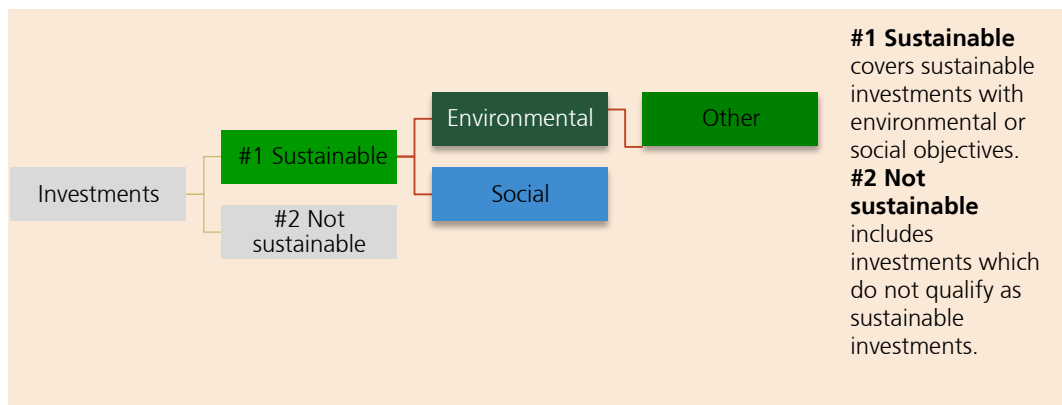 Investments
#1 Sustainable
#2 Not
sustainable
Environmental
Social
Other
#1 Sustainable
covers sustainable
investments with
environmental or
social objectives.
#2 Not
sustainable
includes
investments which
do not qualify as
sustainable
investments.